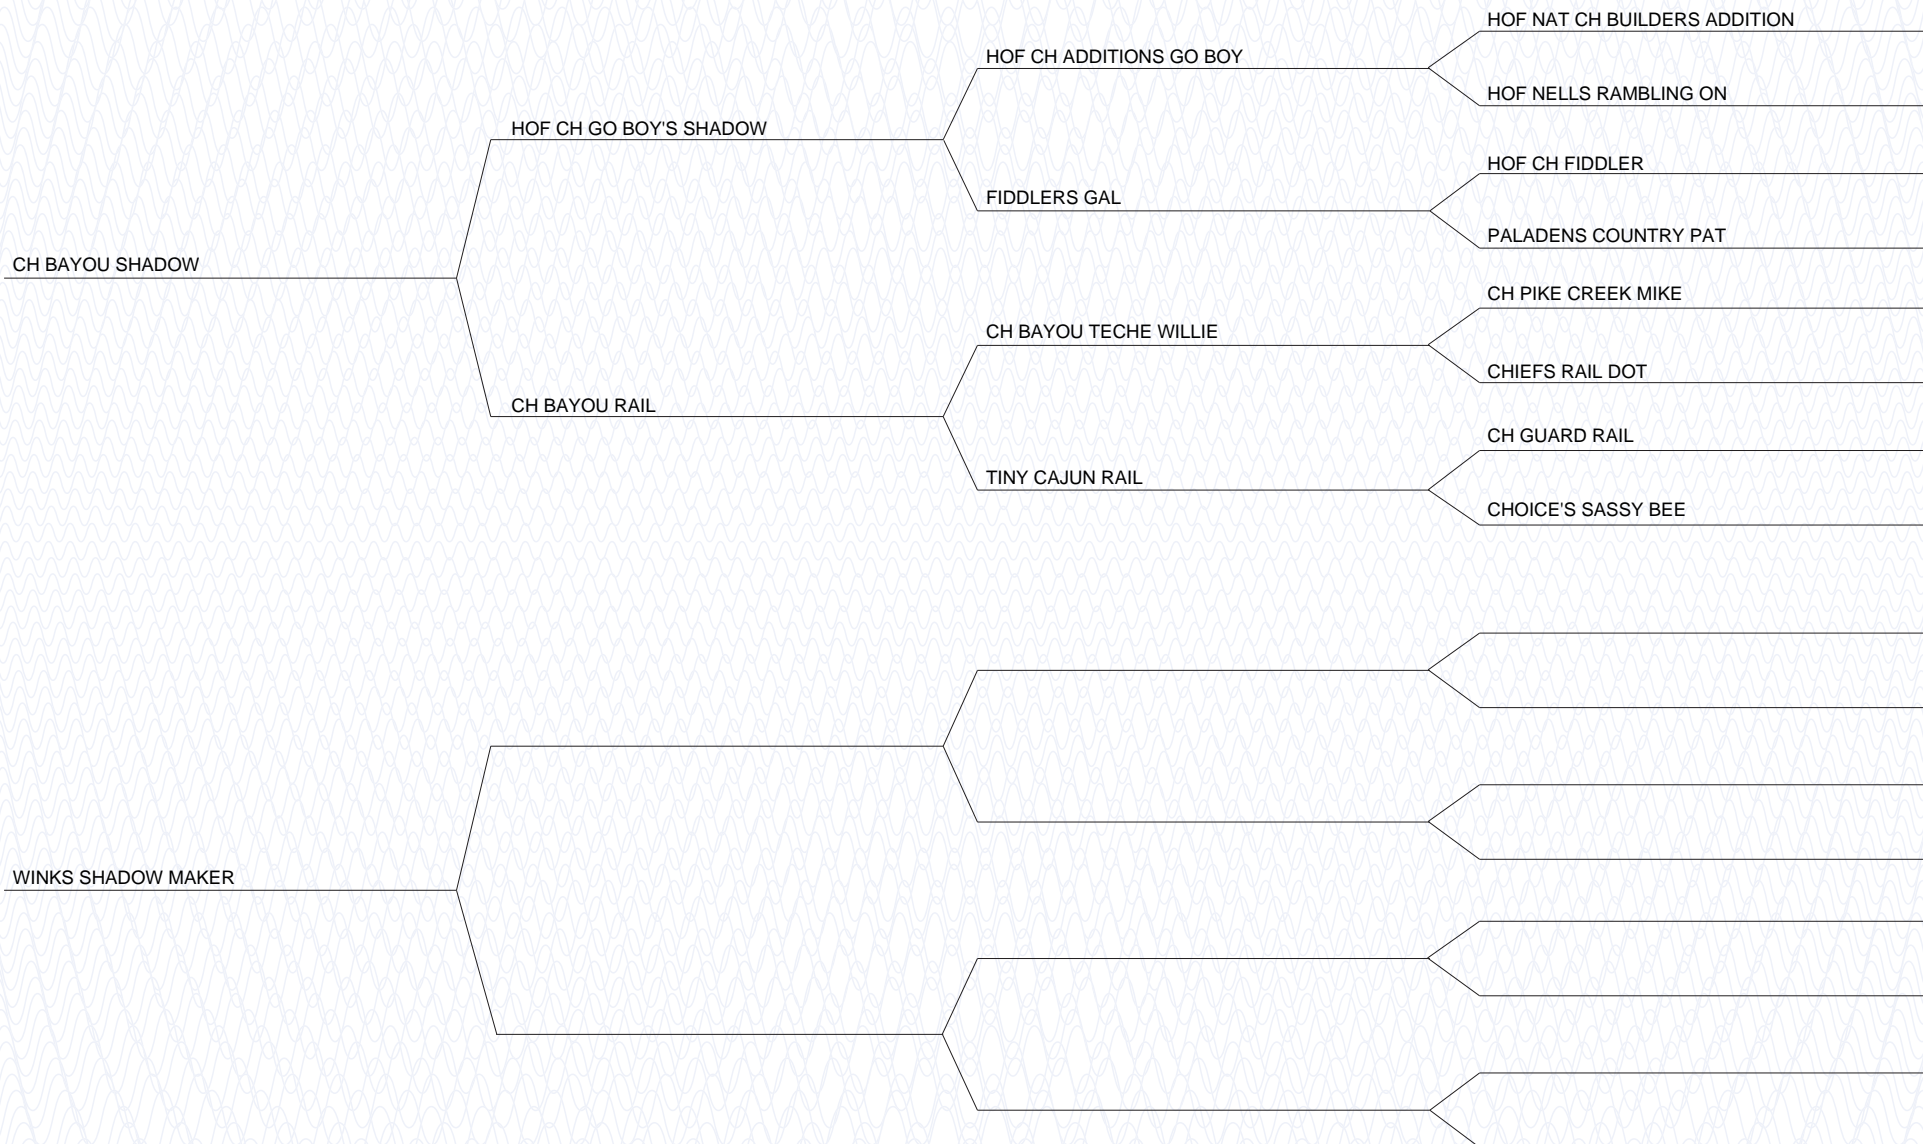 HOF NAT CH BUILDERS ADDITION
HOF CH ADDITIONS GO BOY
HOF NELLS RAMBLING ON
HOF CH GO BOY'S SHADOW
HOF CH FIDDLER
FIDDLERS GAL
PALADENS COUNTRY PAT
CH BAYOU SHADOW
CH PIKE CREEK MIKE
CH BAYOU TECHE WILLIE
CHIEFS RAIL DOT
CH BAYOU RAIL
CH GUARD RAIL
TINY CAJUN RAIL
CHOICE'S SASSY BEE
WINKS SHADOW MAKER